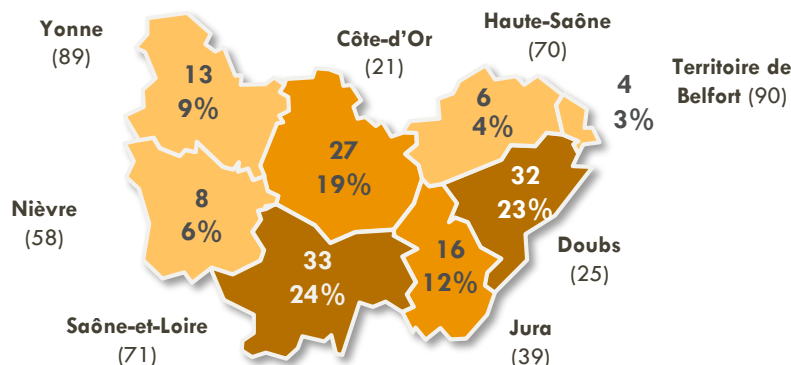 Yonne
(89)
Côte-d'Or
(21)
Haute-Saône
(70)
Territoire de
Belfort (90)
13
9%
27
19%
6
4%
4
3%
Nièvre
(58)
8
6%
32
23%
Doubs
(25)
33
24%
16
12%
Saône-et-Loire
(71)
Jura
(39)